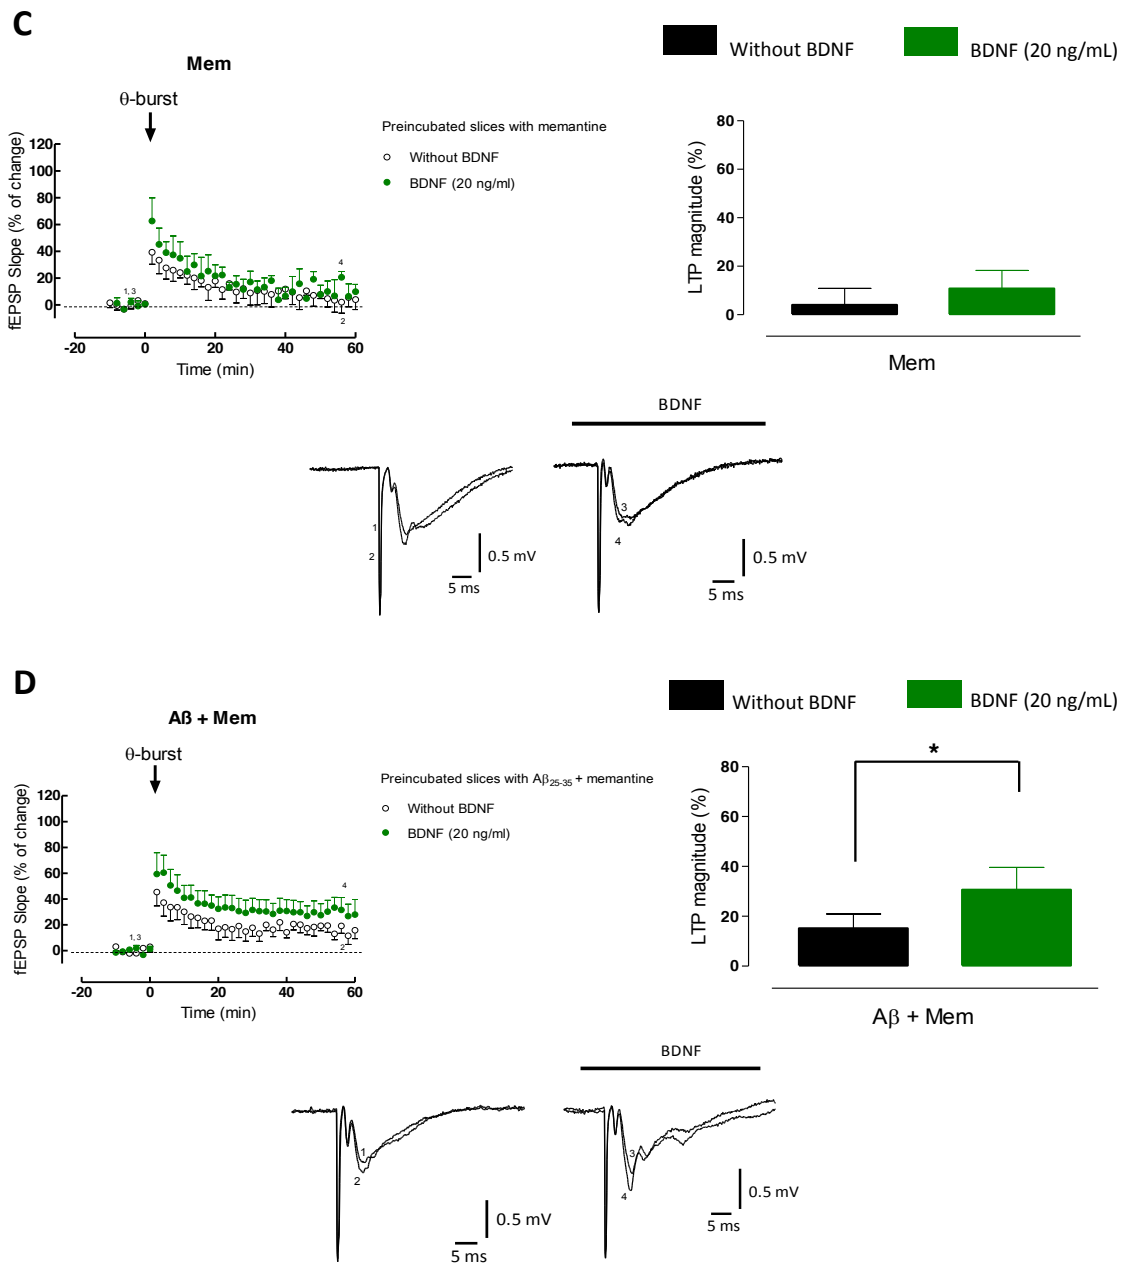 C
Without BDNF
BDNF (20 ng/mL)
Mem
θ-burst
Preincubated slices with memantine
Without BDNF
BDNF (20 ng/ml)
fEPSP Slope (% of change)
120
100
80
60
40
20
0
1, 3
4
2
-20
0
20
40
60
Time (min)
LTP magnitude (%)
80
60
40
20
0
Mem
BDNF
1
2
0.5 mV
5 ms
3
4
0.5 mV
5 ms
D
Without BDNF
BDNF (20 ng/mL)
Aß + Mem
θ-burst
Preincubated slices with Aβ25-35 + memantine
Without BDNF
BDNF (20 ng/ml)
fEPSP Slope (% of change)
120
100
80
60
40
20
0
1, 3
4
2
-20
0
20
40
60
Time (min)
*
LTP magnitude (%)
80
60
40
20
0
Aβ + Mem
BDNF
1
2
0.5 mV
5 ms
3
4
0.5 mV
5 ms